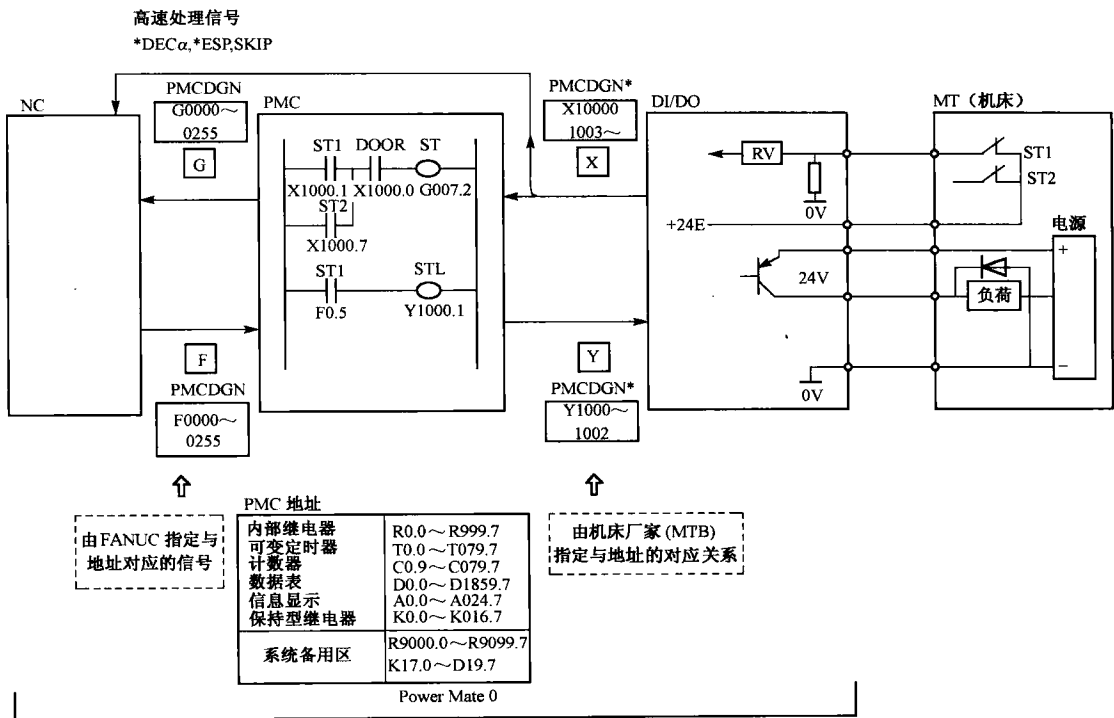 高速处理信号
*DECα,*ESP,SKIP
NC
PMCDGN
G0000～
0255
G
PMC
ST1 DOOR ST
X1000.1 X1000.0 G007.2
ST2
X1000.7
ST1 STL
F0.5 Y1000.1
F
PMCDGN
F0000～
0255
PMCDGN*
X10000
1003～
X
Y
PMCDGN*
Y1000～
1002
DI/DO
RV
0V
+24E
24V
0V
MT（机床）
ST1
ST2
电源
+
负荷
−
由FANUC 指定与
地址对应的信号
PMC 地址
内部继电器 R0.0～R999.7
可变定时器 T0.0～T079.7
计数器 C0.9～C079.7
数据表 D0.0～D1859.7
信息显示 A0.0～A024.7
保持型继电器 K0.0～K016.7
系统备用区 R9000.0～R9099.7
K17.0～D19.7
由机床厂家 (MTB)
指定与地址的对应关系
Power Mate 0